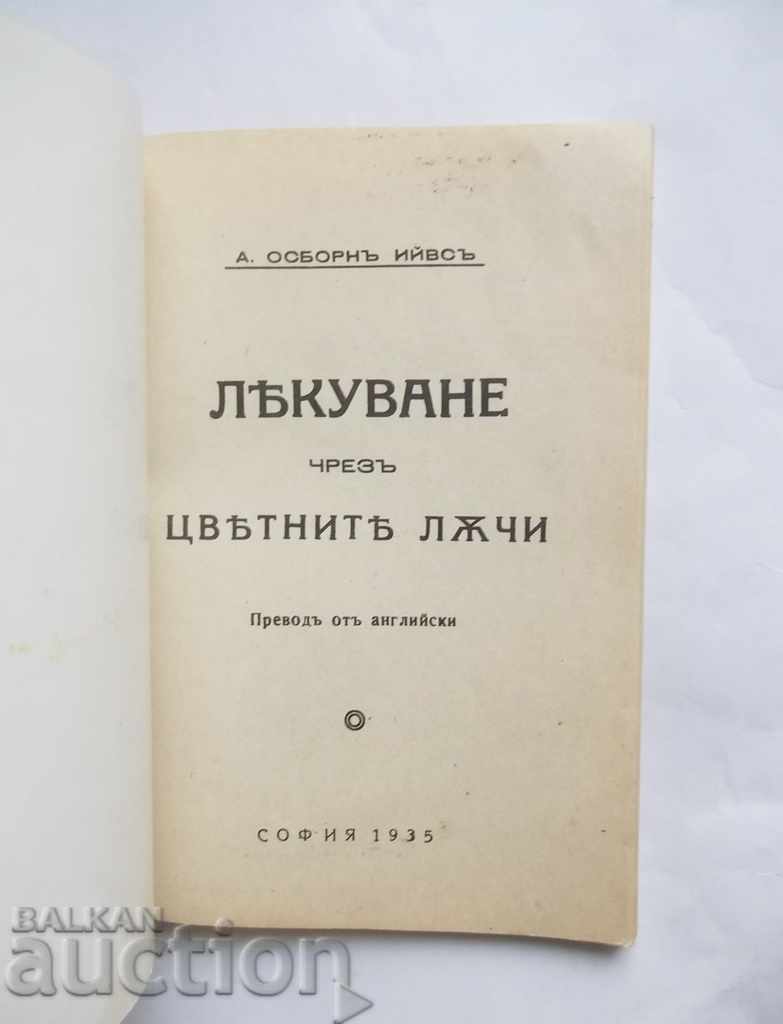 А. ОСБОРНЪ ИЙВСЪ
ЛѢКУВАНЕ
ЧРЕЗЪ
ЦВѢТНИТѢ ЛѪЧИ
Преводъ отъ английски
СОФИЯ 1935
BALKAN
auction